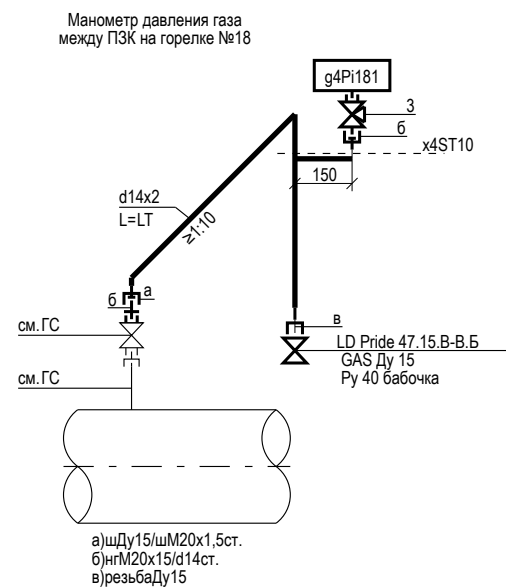 Манометр давления газа
между ПЗК на горелке №18
g4Pi181
3
б
x4ST10
150
d14x2
L=LT
≥1:10
а
б
см.ГС
в
LD Pride 47.15.В-В.Б
GAS Ду 15
Ру 40 бабочка
см.ГС
а)шДу15/шМ20х1,5ст.
б)нгМ20х15/d14ст.
в)резьбаДу15